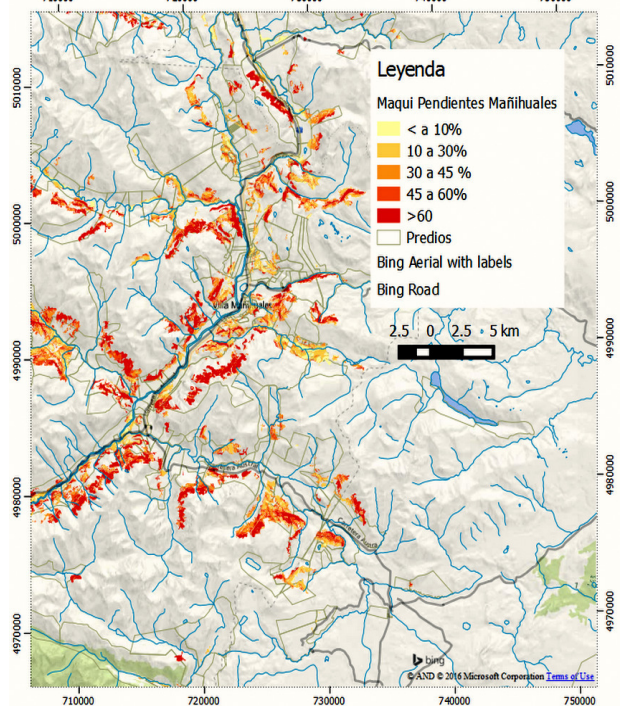 5010000
5000000
4990000
4980000
4970000
5010000
5000000
4990000
4980000
4970000
Leyenda
Maqui Pendientes Mañihuales
< a 10%
10 a 30%
30 a 45 %
45 a 60%
>60
Predios
Bing Aerial with labels
Bing Road
2.5 0 2.5 5 km
Carretera Austral
bing
© AND © 2016 Microsoft Corporation Terms of Use
710000 720000 730000 740000 750000